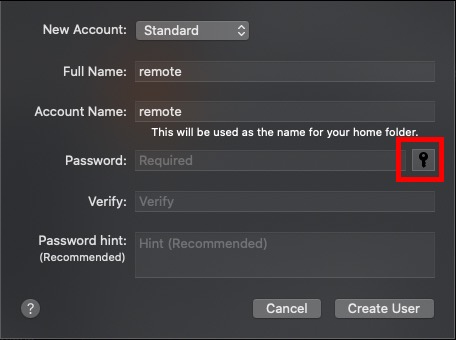 New Account: Standard
Full Name: remote
Account Name: remote
This will be used as the name for your home folder.
Password: Required
Verify: Verify
Password hint: Hint (Recommended)
(Recommended)
? Cancel Create User